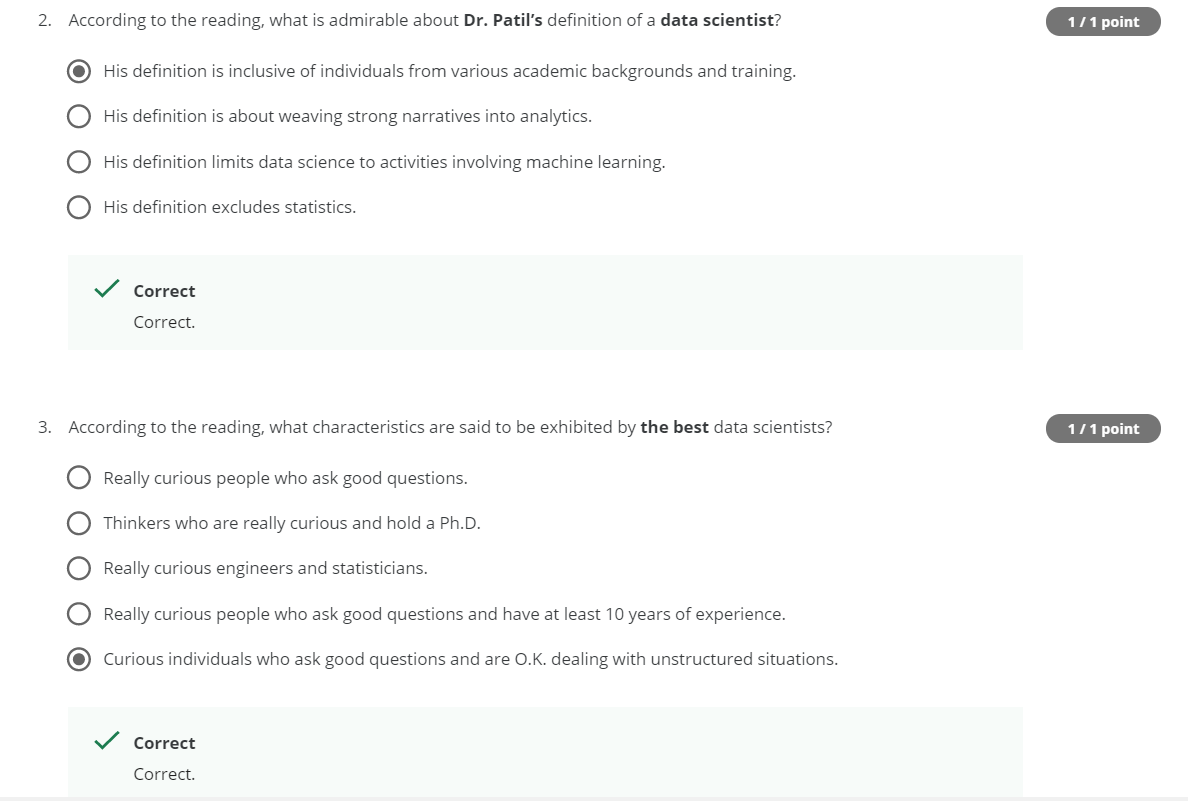 2. According to the reading, what is admirable about Dr. Patil’s definition of a data scientist?
1 / 1 point
His definition is inclusive of individuals from various academic backgrounds and training.
His definition is about weaving strong narratives into analytics.
His definition limits data science to activities involving machine learning.
His definition excludes statistics.
Correct
Correct.
3. According to the reading, what characteristics are said to be exhibited by the best data scientists?
1 / 1 point
Really curious people who ask good questions.
Thinkers who are really curious and hold a Ph.D.
Really curious engineers and statisticians.
Really curious people who ask good questions and have at least 10 years of experience.
Curious individuals who ask good questions and are O.K. dealing with unstructured situations.
Correct
Correct.